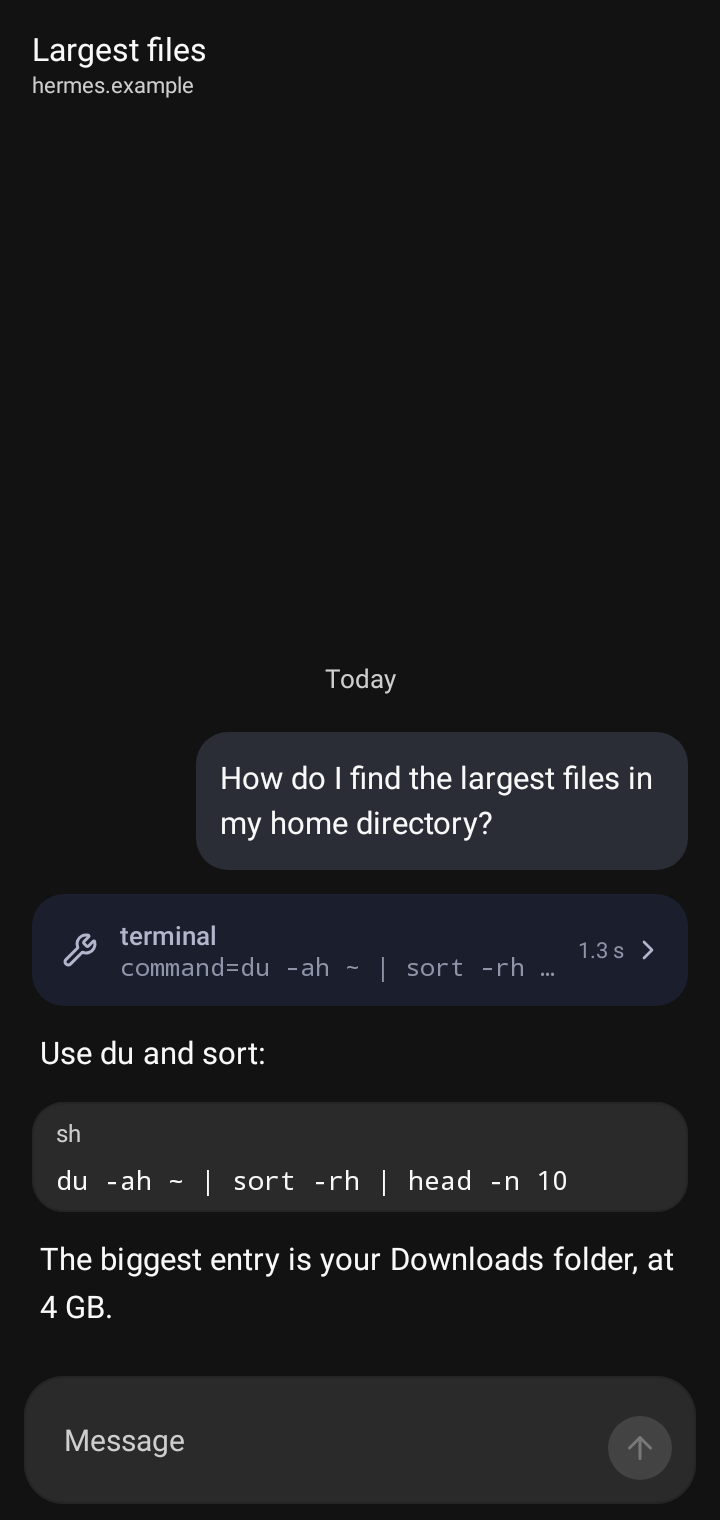 Largest files
hermes.example
Today
How do I find the largest files in
my home directory?
terminal
command=du -ah ~ | sort -rh …
1.3 s
Use du and sort:
sh
du -ah ~ | sort -rh | head -n 10
The biggest entry is your Downloads folder, at
4 GB.
Message